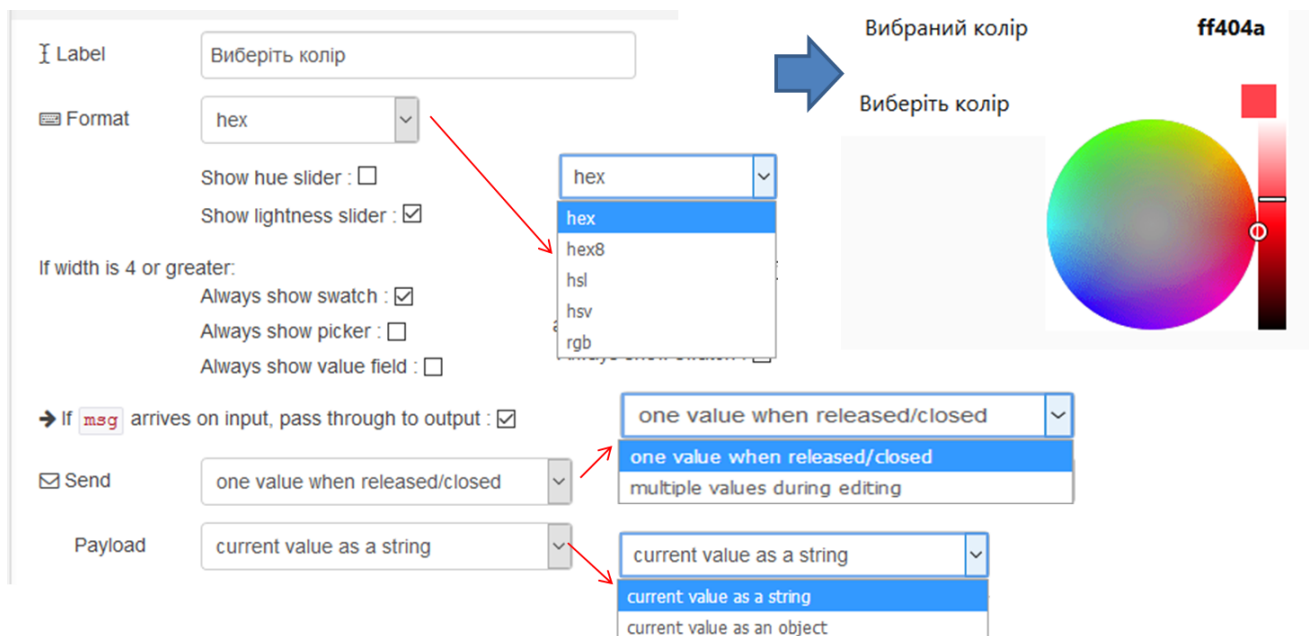 Label
Виберіть колір
Format
hex
Show hue slider :
Show lightness slider :
If width is 4 or greater:
Always show swatch :
Always show picker :
Always show value field :
If msg arrives on input, pass through to output :
Send
one value when released/closed
Payload
current value as a string
hex
hex
hex8
hsl
hsv
rgb
one value when released/closed
one value when released/closed
multiple values during editing
current value as a string
current value as a string
current value as an object
Вибраний колір
ff404a
Виберіть колір